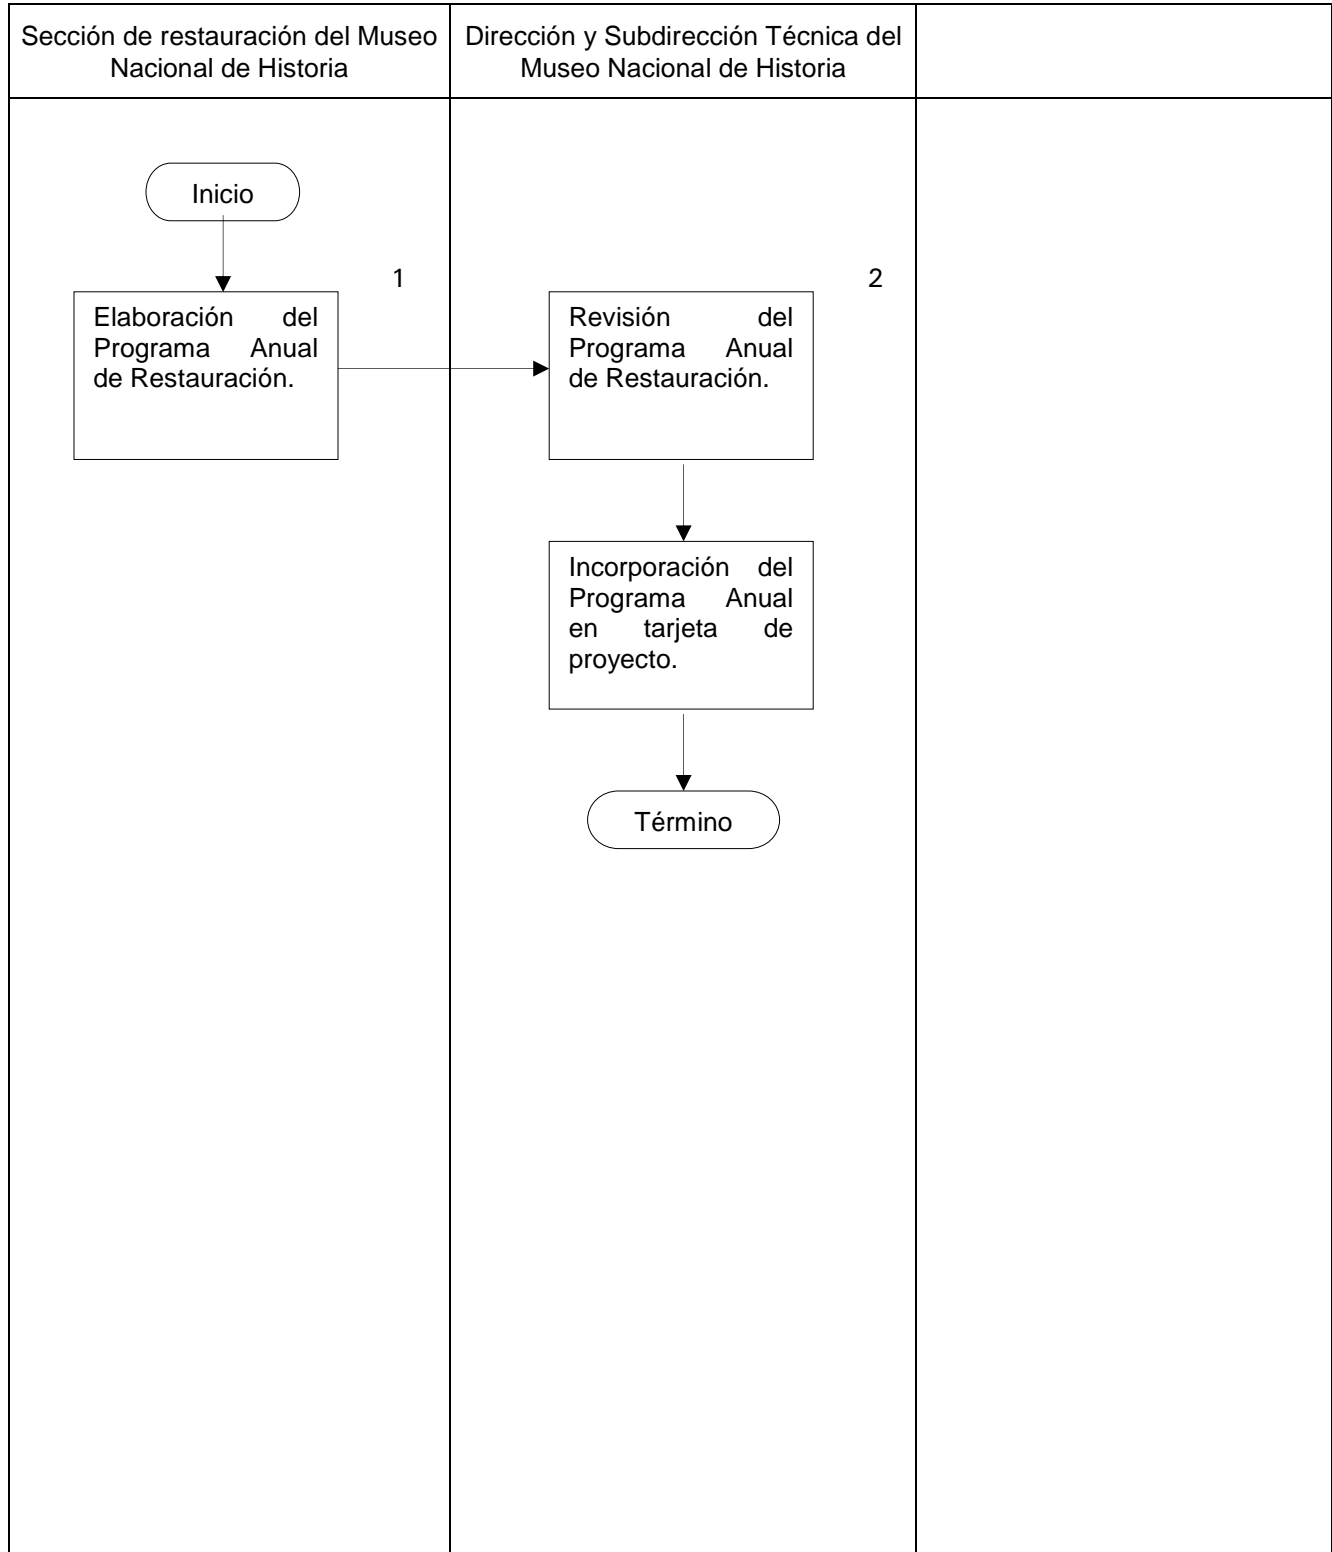 Sección de restauración del Museo
Nacional de Historia
Dirección y Subdirección Técnica del
Museo Nacional de Historia
Inicio
1
Elaboración del
Programa Anual
de Restauración.
2
Revisión del
Programa Anual
de Restauración.
Incorporación del
Programa Anual
en tarjeta de
proyecto.
Término